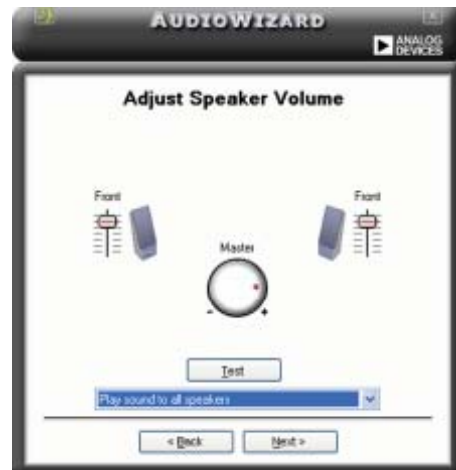 AUDIOWIZARD
ANALOG
DEVICES
Adjust Speaker Volume
Front
Front
Master
- +
Test
Play sound to all speakers
< Back Next >